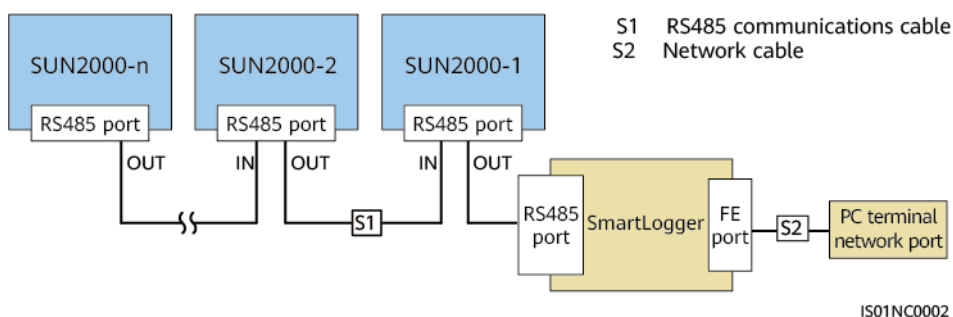 S1 RS485 communications cable
S2 Network cable
SUN2000-n
SUN2000-2
SUN2000-1
RS485 port
RS485 port
RS485 port
OUT
IN
OUT
IN
OUT
S1
RS485
port
SmartLogger
FE
port
S2
PC terminal
network port
IS01NC0002